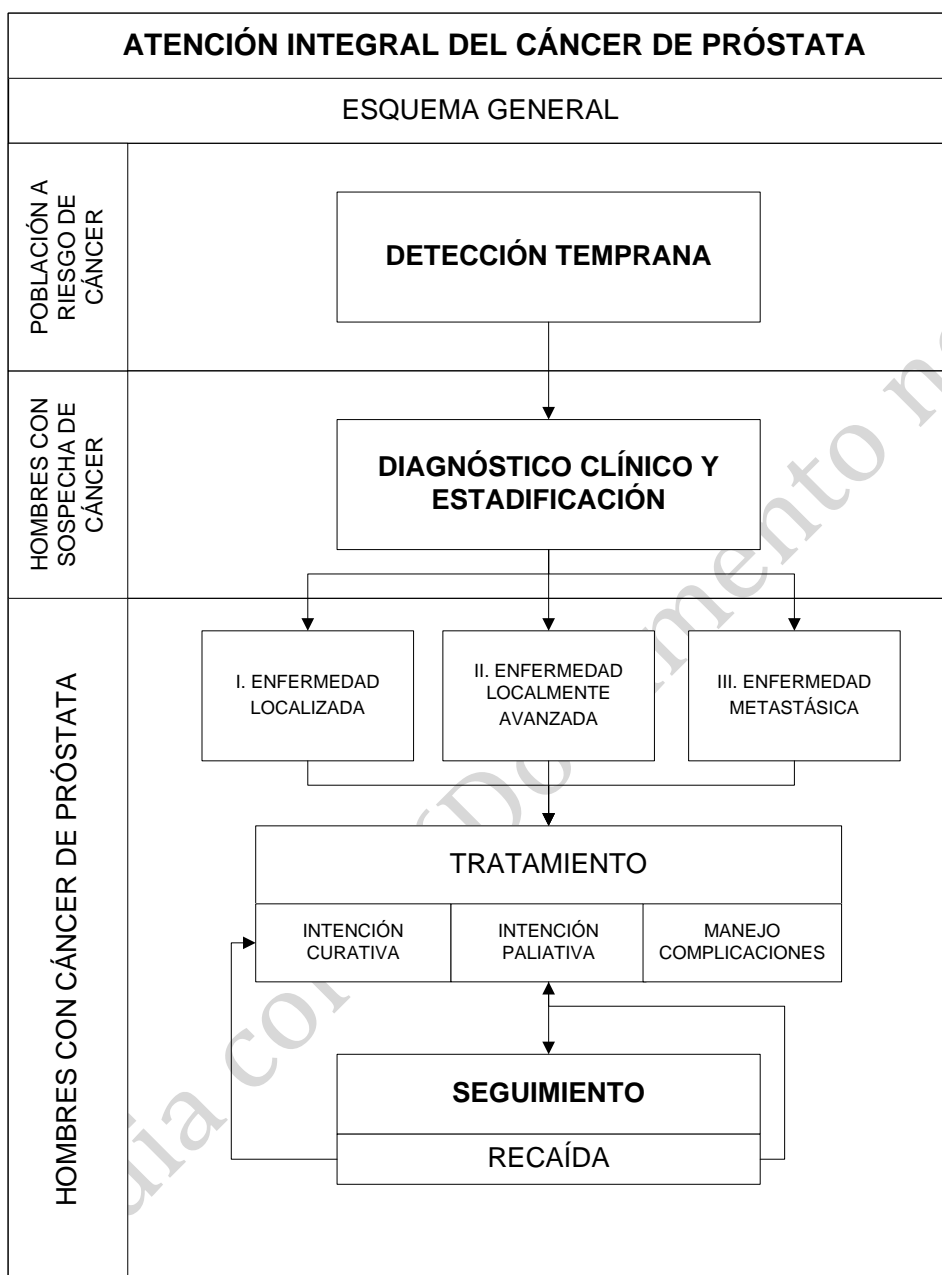 ATENCIÓN INTEGRAL DEL CÁNCER DE PRÓSTATA
ESQUEMA GENERAL
POBLACIÓN A
RIESGO DE
CÁNCER
DETECCIÓN TEMPRANA
HOMBRES CON
SOSPECHA DE
CÁNCER
DIAGNÓSTICO CLÍNICO Y
ESTADIFICACIÓN
HOMBRES CON CÁNCER DE PRÓSTATA
I. ENFERMEDAD
LOCALIZADA
II. ENFERMEDAD
LOCALMENTE
AVANZADA
III. ENFERMEDAD
METASTÁSICA
TRATAMIENTO
INTENCIÓN
CURATIVA
INTENCIÓN
PALIATIVA
MANEJO
COMPLICACIONES
SEGUIMIENTO
RECAÍDA